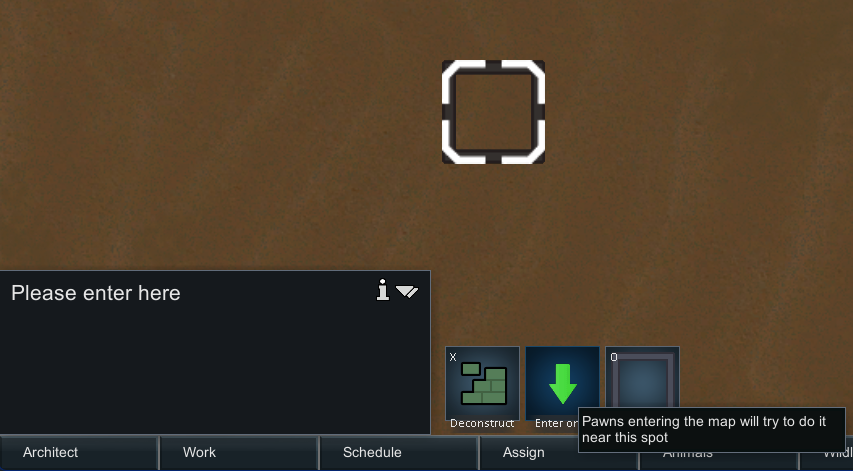 Please enter here
X
O
Deconstruct
Enter or
Pawns entering the map will try to do it
near this spot
Architect
Work
Schedule
Assign
Animals